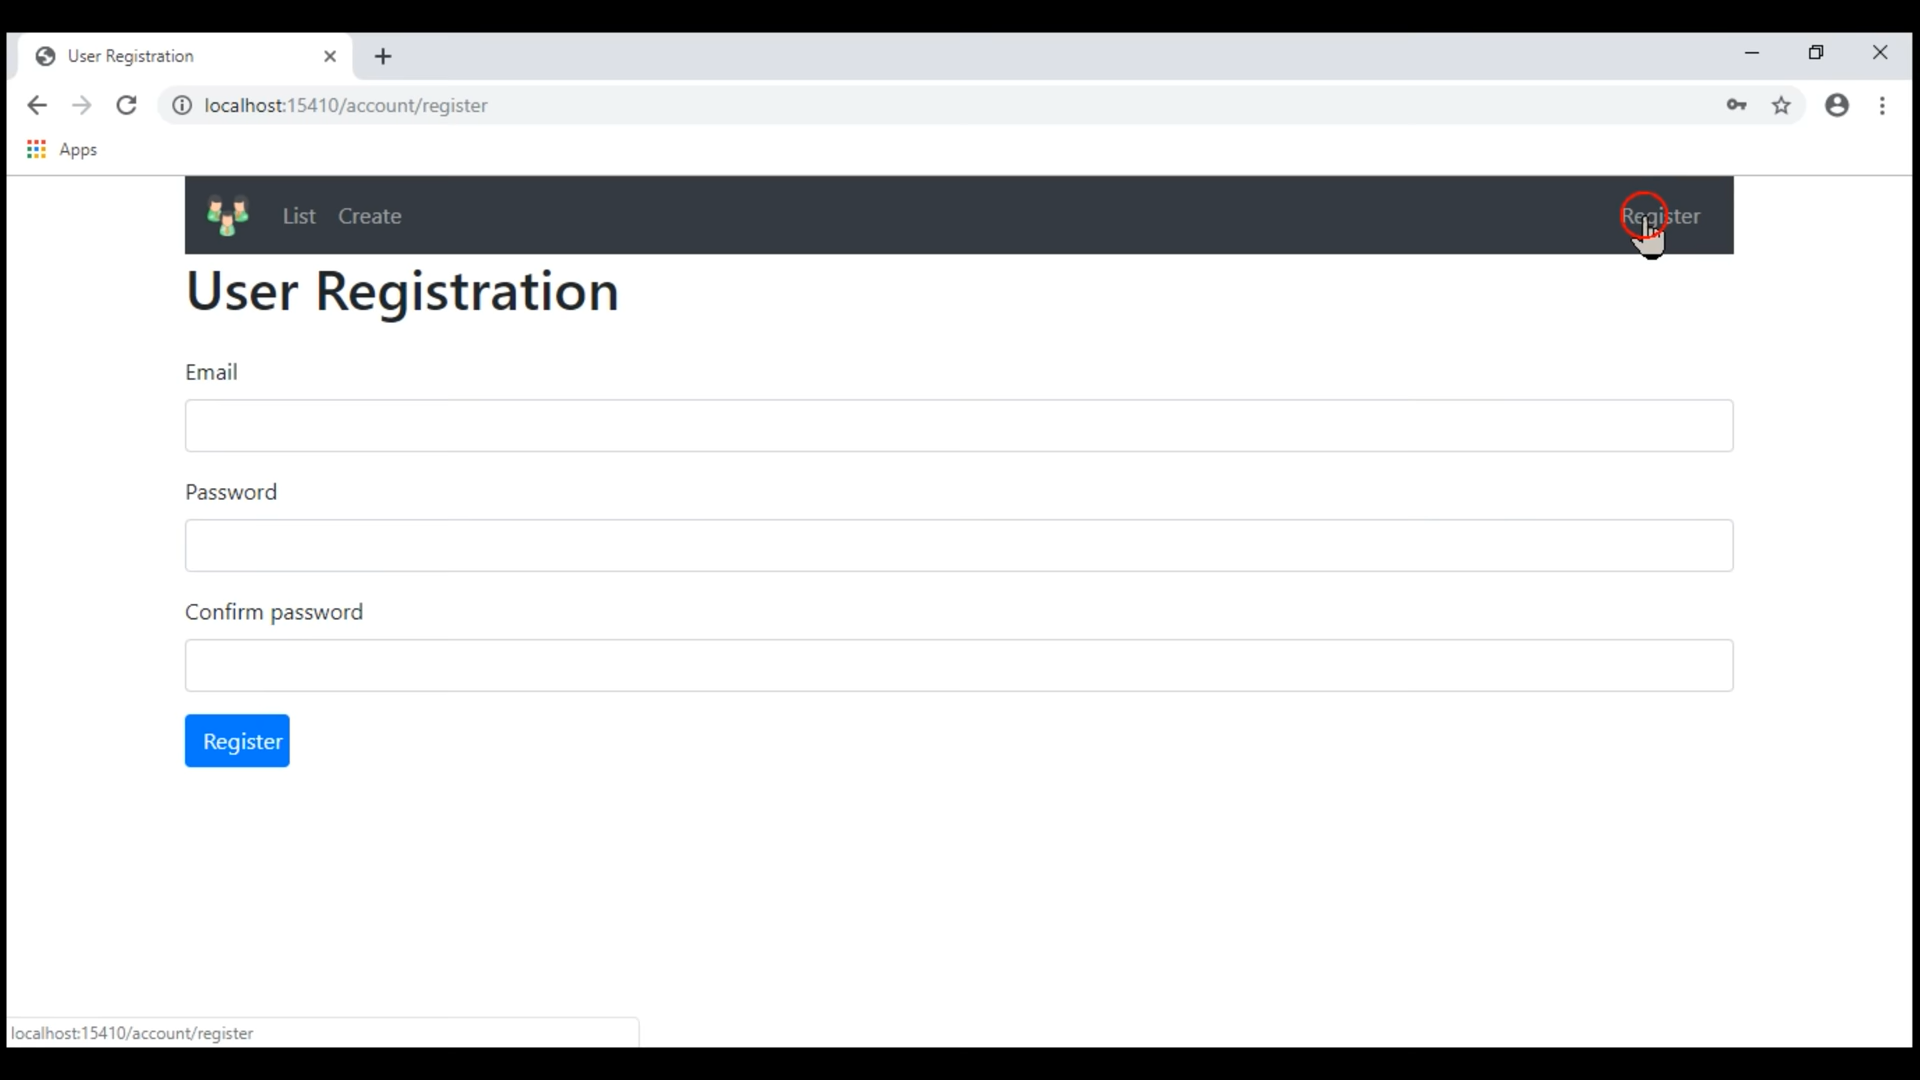 User Registration
localhost:15410/account/register
Apps
List Create Register
User Registration
Email
Password
Confirm password
Register
localhost:15410/account/register